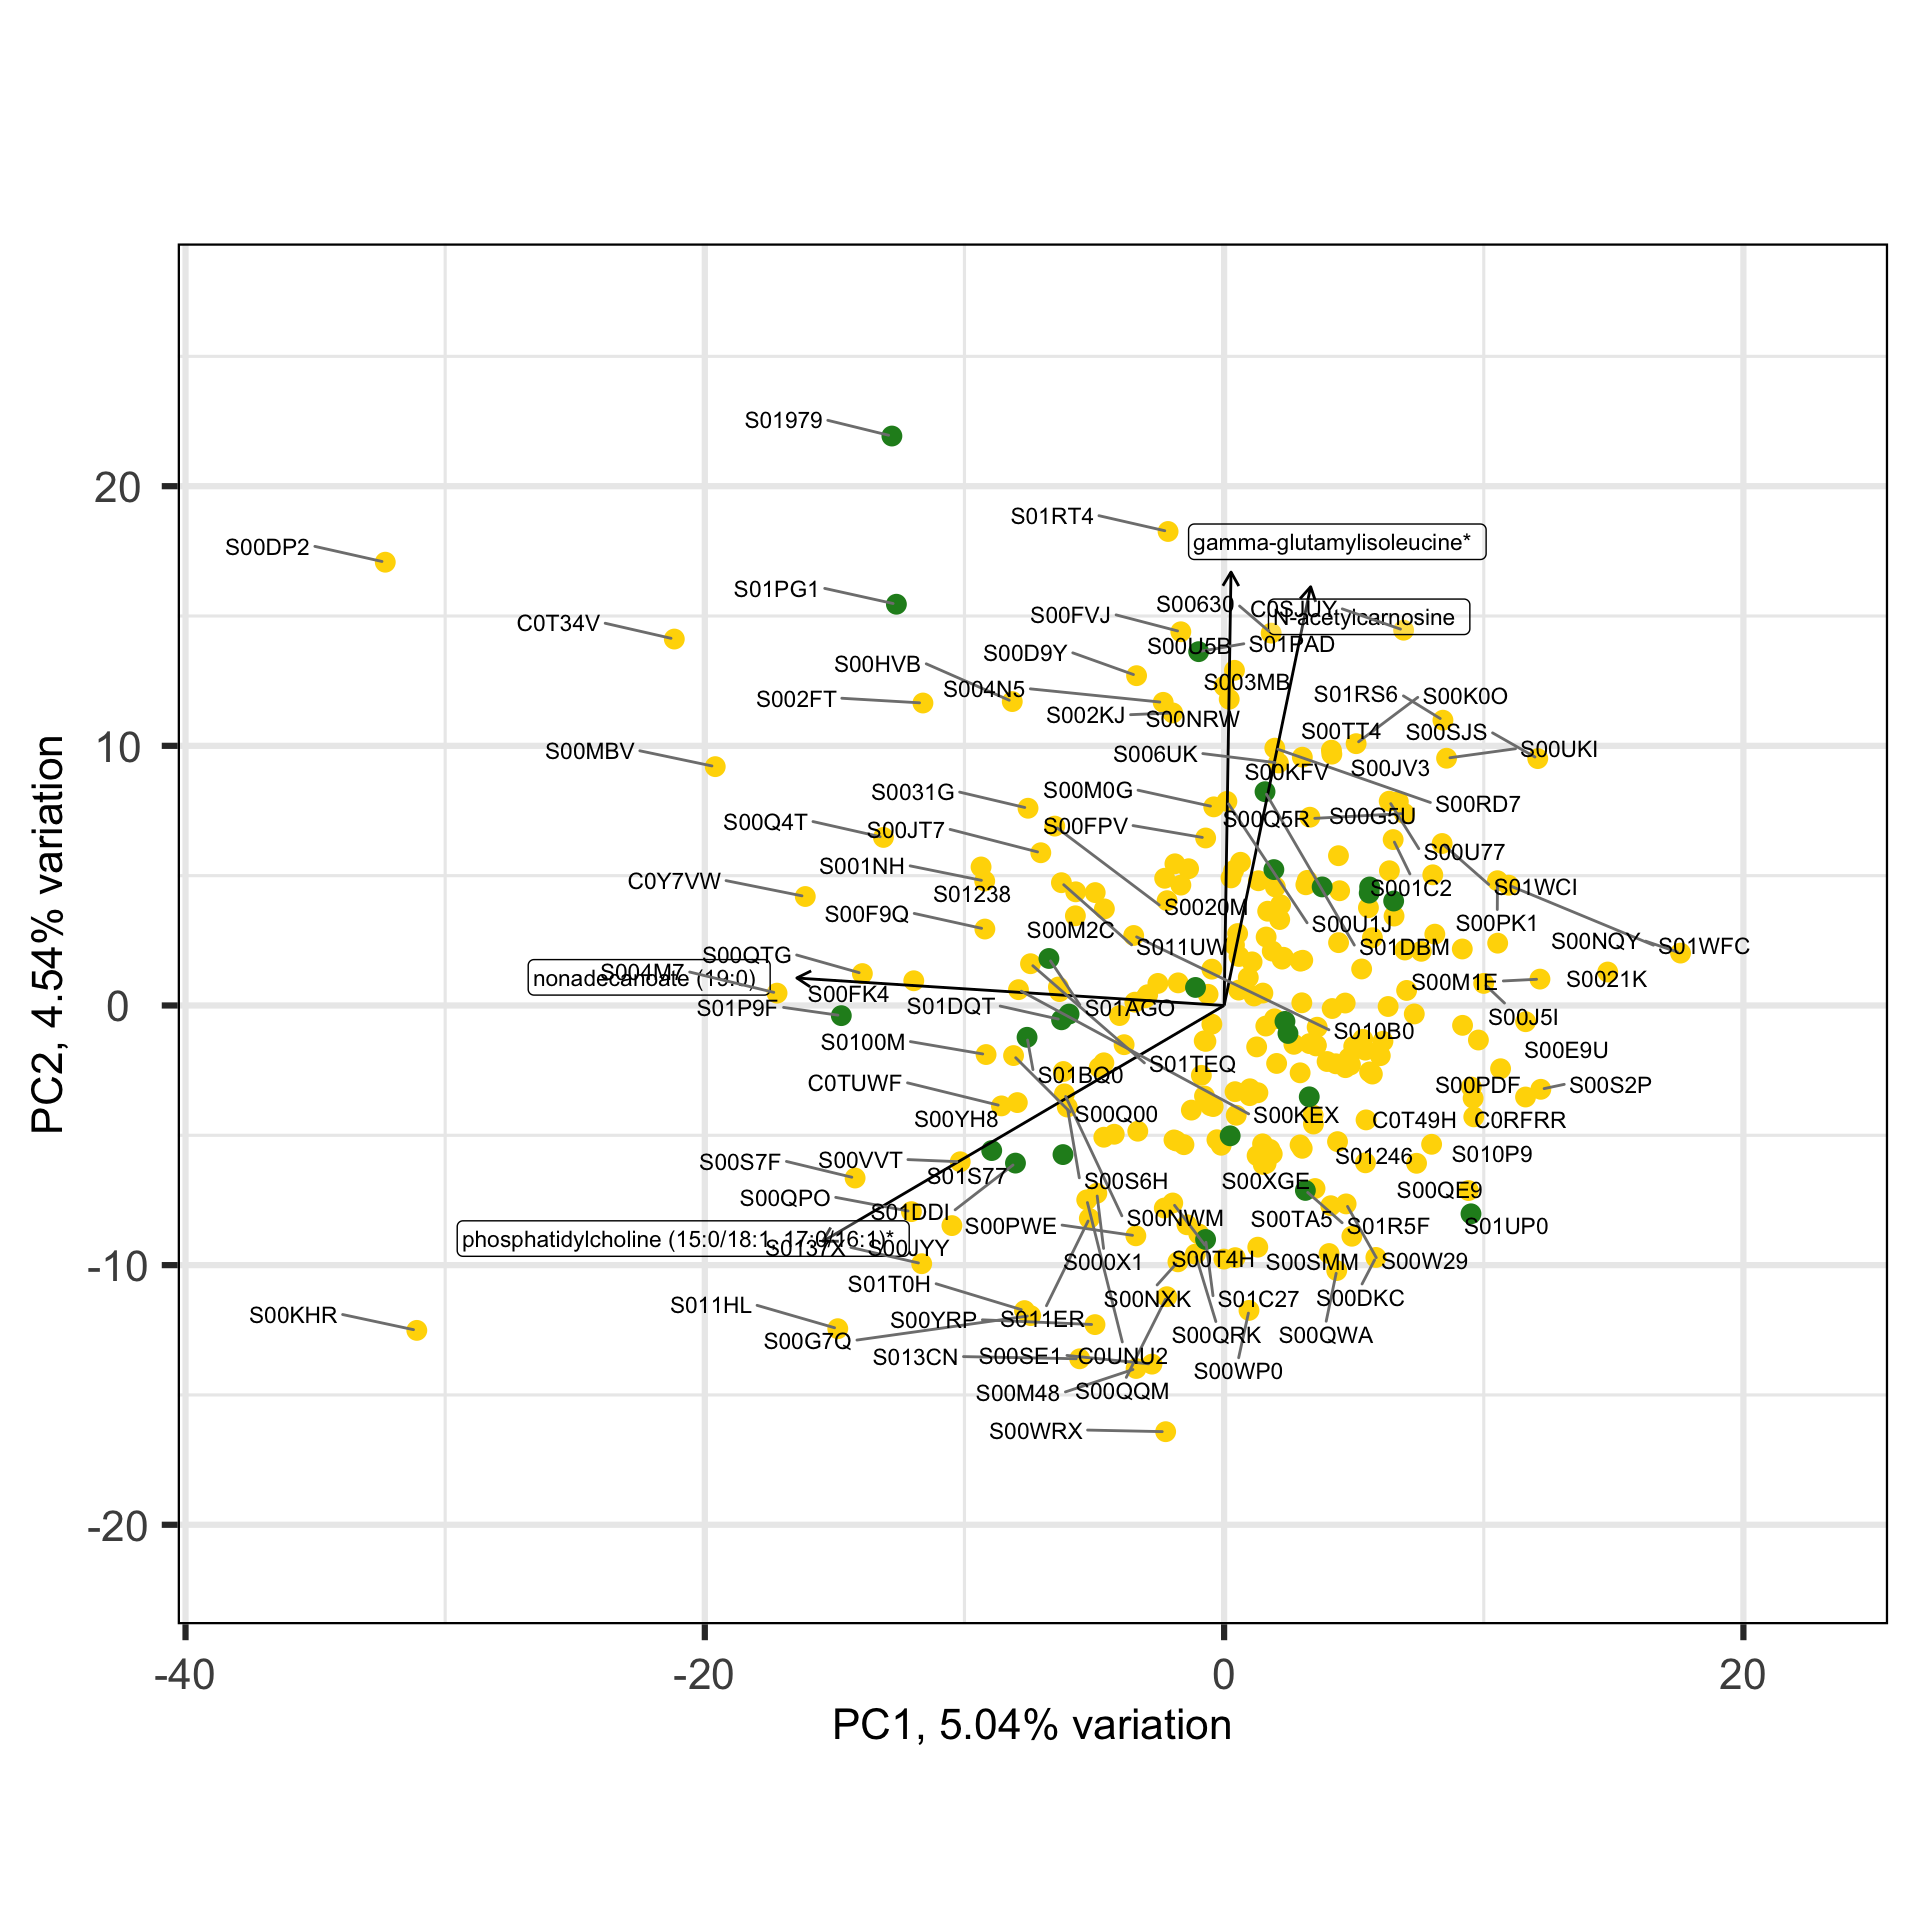 S01979
S01RT4
gamma-glutamylisoleucine*
S00DP2
S01PG1
S00630
C0SJUY
N-acetylcarnosine
S00FVJ
C0T34V
S00U5B
S01PAD
S00D9Y
S00HVB
S003MB
S004N5
S01RS6
S00K0O
S002FT
S002KJ
S00NRW
S00TT4
S00SJS
S00MBV
S006UK
S00UKI
S00KFV
S00JV3
S0031G
S00M0G
S00RD7
S00Q4T
S00JT7
S00FPV
S00Q5R
S00G5U
S001NH
S00U77
C0Y7VW
S01238
S001C2
S01WCI
S00F9Q
S0020M
S00M2C
S00U1J
S00PK1
S011UW
S01DBM
S00NQY
S01WFC
S00QTG
S004M7
nonadecanoate (19:0)
S00FK4
S00M1E
S0021K
S01P9F
S01DQT
S01AGO
S00J5I
S0100M
S010B0
S00E9U
S01TEQ
C0TUWF
S01BQ0
S00PDF
S00S2P
S00YH8
S00Q00
S00KEX
C0T49H
C0RFRR
S00S7F
S00VVT
S01246
S010P9
S01S77
S00S6H
S00XGE
S00QE9
S00QPO
S01DDI
S00PWE
S00NWM
S00TA5
S01R5F
S01UP0
phosphatidylcholine (15:0/18:1, 17:0/16:1)*
S0137X
S00JYY
S000X1
S00T4H
S00SMM
S00W29
S01T0H
S00NXK
S01C27
S00DKC
S011HL
S00KHR
S00YRP
S011ER
S00G7Q
S00QRK
S00QWA
S013CN
S00SE1
C0UNU2
S00WP0
S00M48
S00QQM
S00WRX
20
10
0
-10
-20
-40
-20
0
20
PC1, 5.04% variation
PC2, 4.54% variation